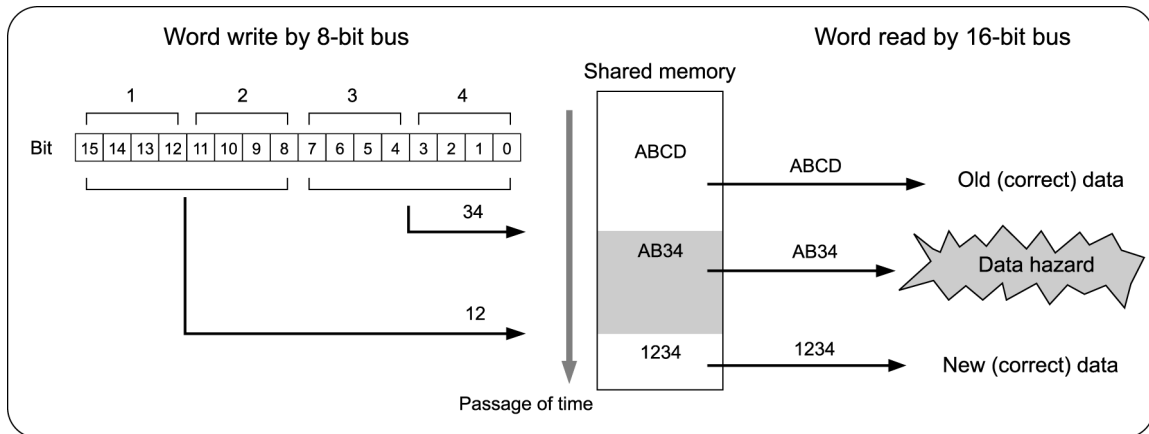 Word write by 8-bit bus
Word read by 16-bit bus
Shared memory
1 2 3 4
Bit 15 14 13 12 11 10 9 8 7 6 5 4 3 2 1 0
ABCD
ABCD
Old (correct) data
34
AB34
AB34
Data hazard
12
1234
1234
New (correct) data
Passage of time